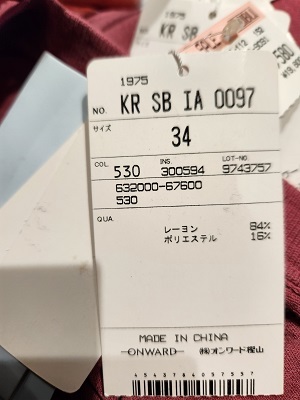 1975
NO. KR SB IA 0097
サイズ
34
COL 530 INS. 300594 LOT-NO. 9743757
632000-67600
530
QUA.
レーヨン 84%
ポリエステル 16%
MADE IN CHINA
ONWARD ㈱オンワード樫山